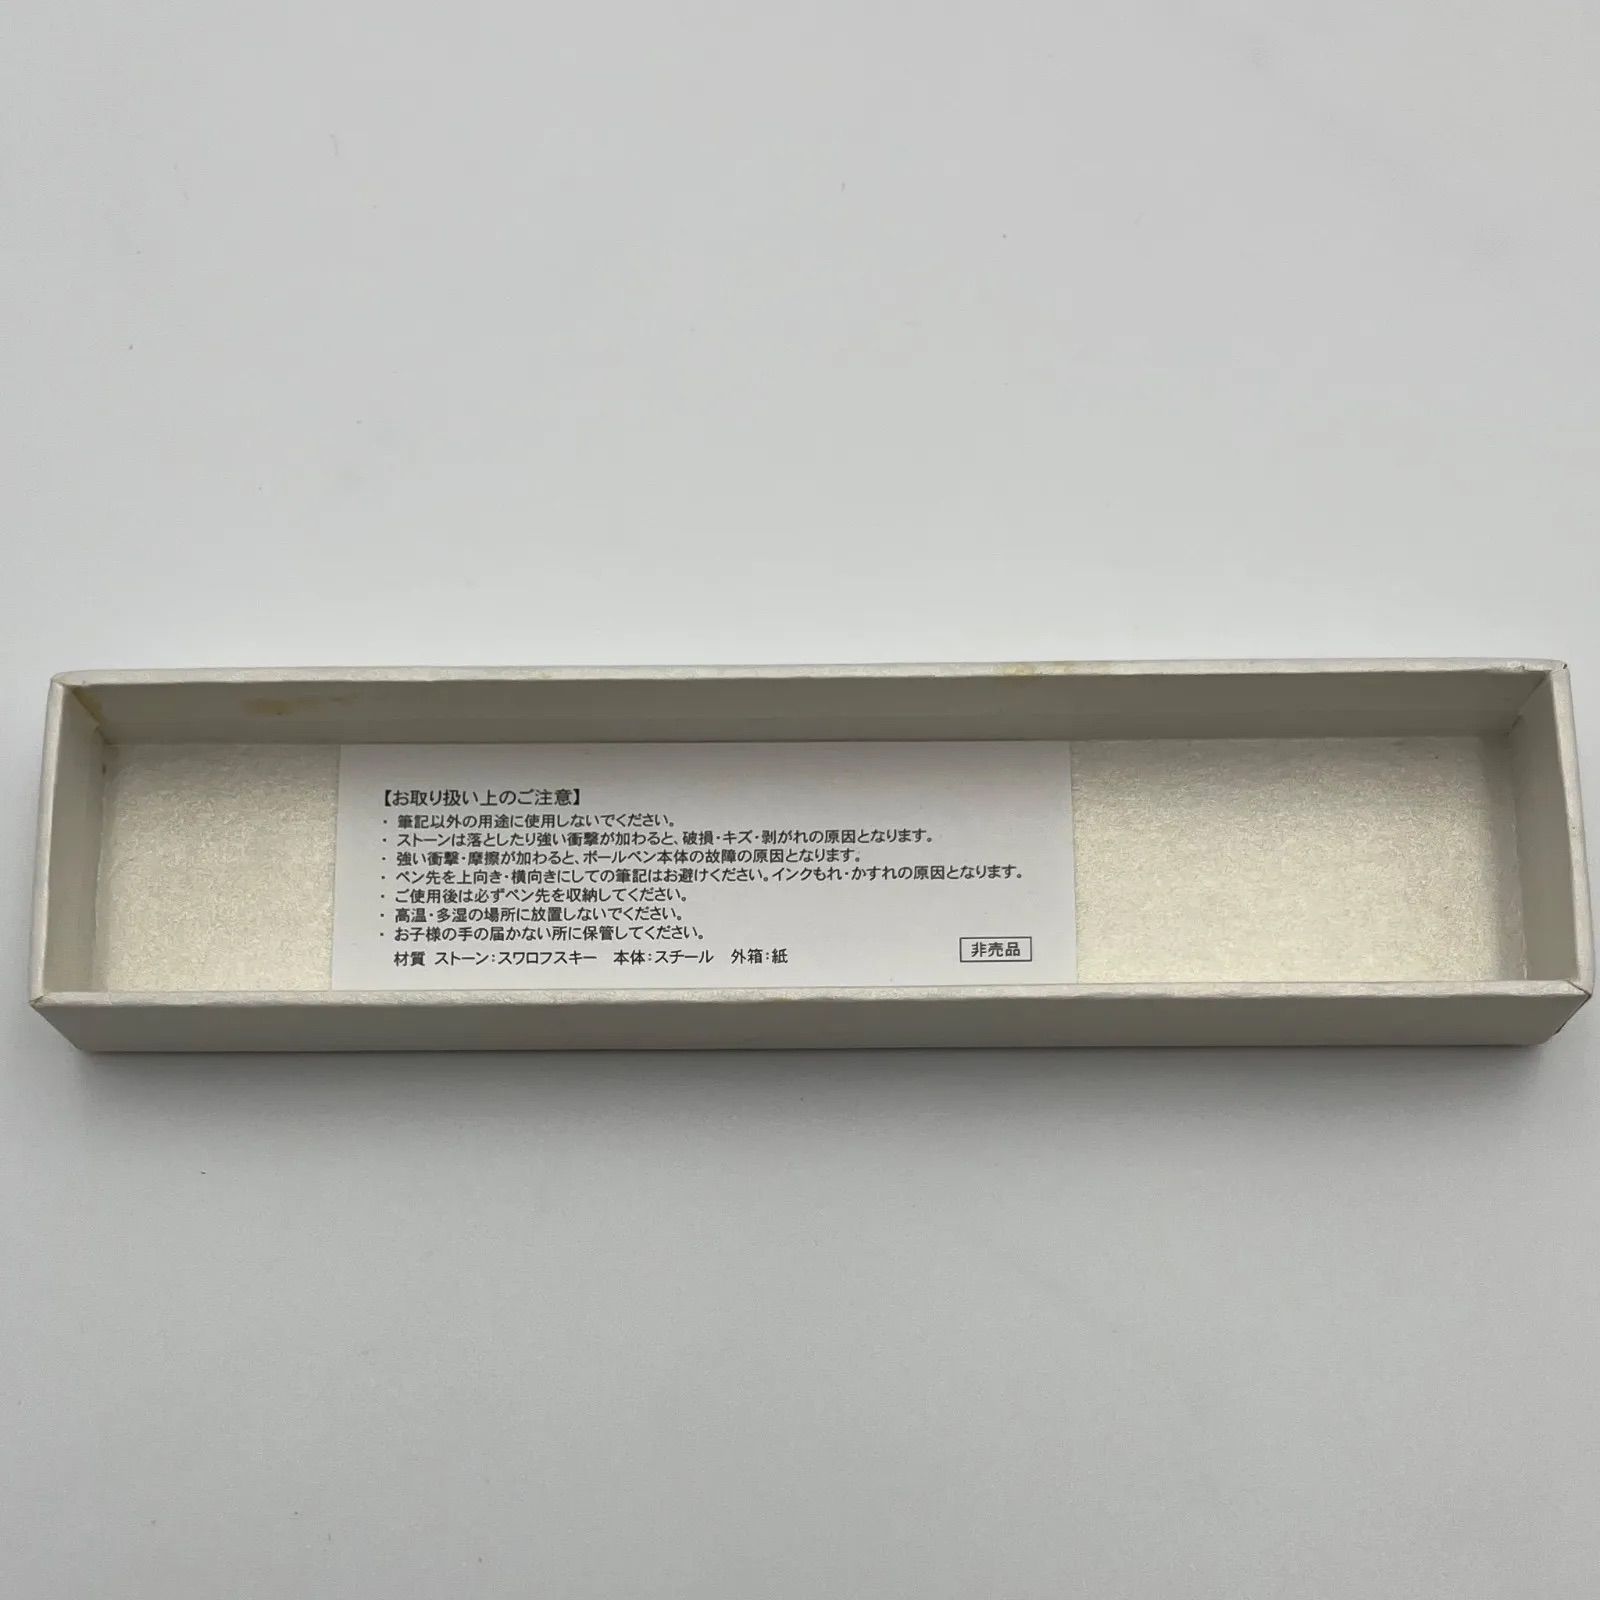 【お取り扱い上のご注意】
・ 筆記以外の用途に使用しないでください。
・ ストーンは落としたり強い衝撃が加わると、破損・キズ・剥がれの原因となります。
・ 強い衝撃・摩擦が加わると、ボールペン本体の故障の原因となります。
・ ペン先を上向き・横向きにしての筆記はお避けください。インクもれ・かすれの原因となります。
・ ご使用後は必ずペン先を収納してください。
・ 高温・多湿の場所に放置しないでください。
・ お子様の手の届かない所に保管してください。
材質 ストーン：スワロフスキー 本体：スチール 外箱：紙
非売品